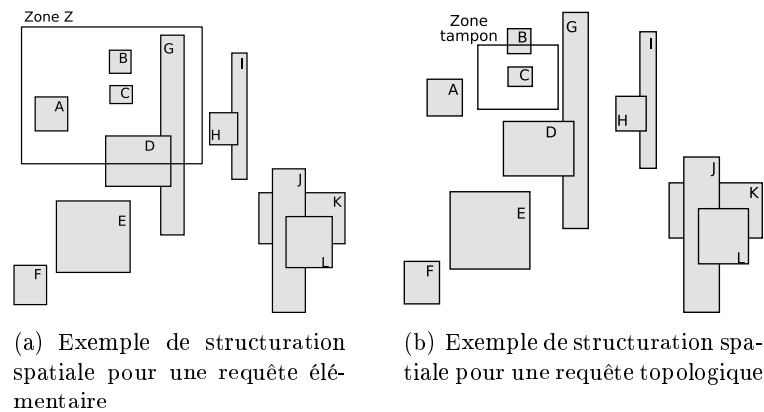 Zone Z
G
B
C
A
D
I
H
E
J
K
F
L
(a) Exemple de structuration
spatiale pour une requête élé-
mentaire
Zone
tampon
G
B
C
A
D
I
H
E
J
K
F
L
(b) Exemple de structuration spa-
tiale pour une requête topologique